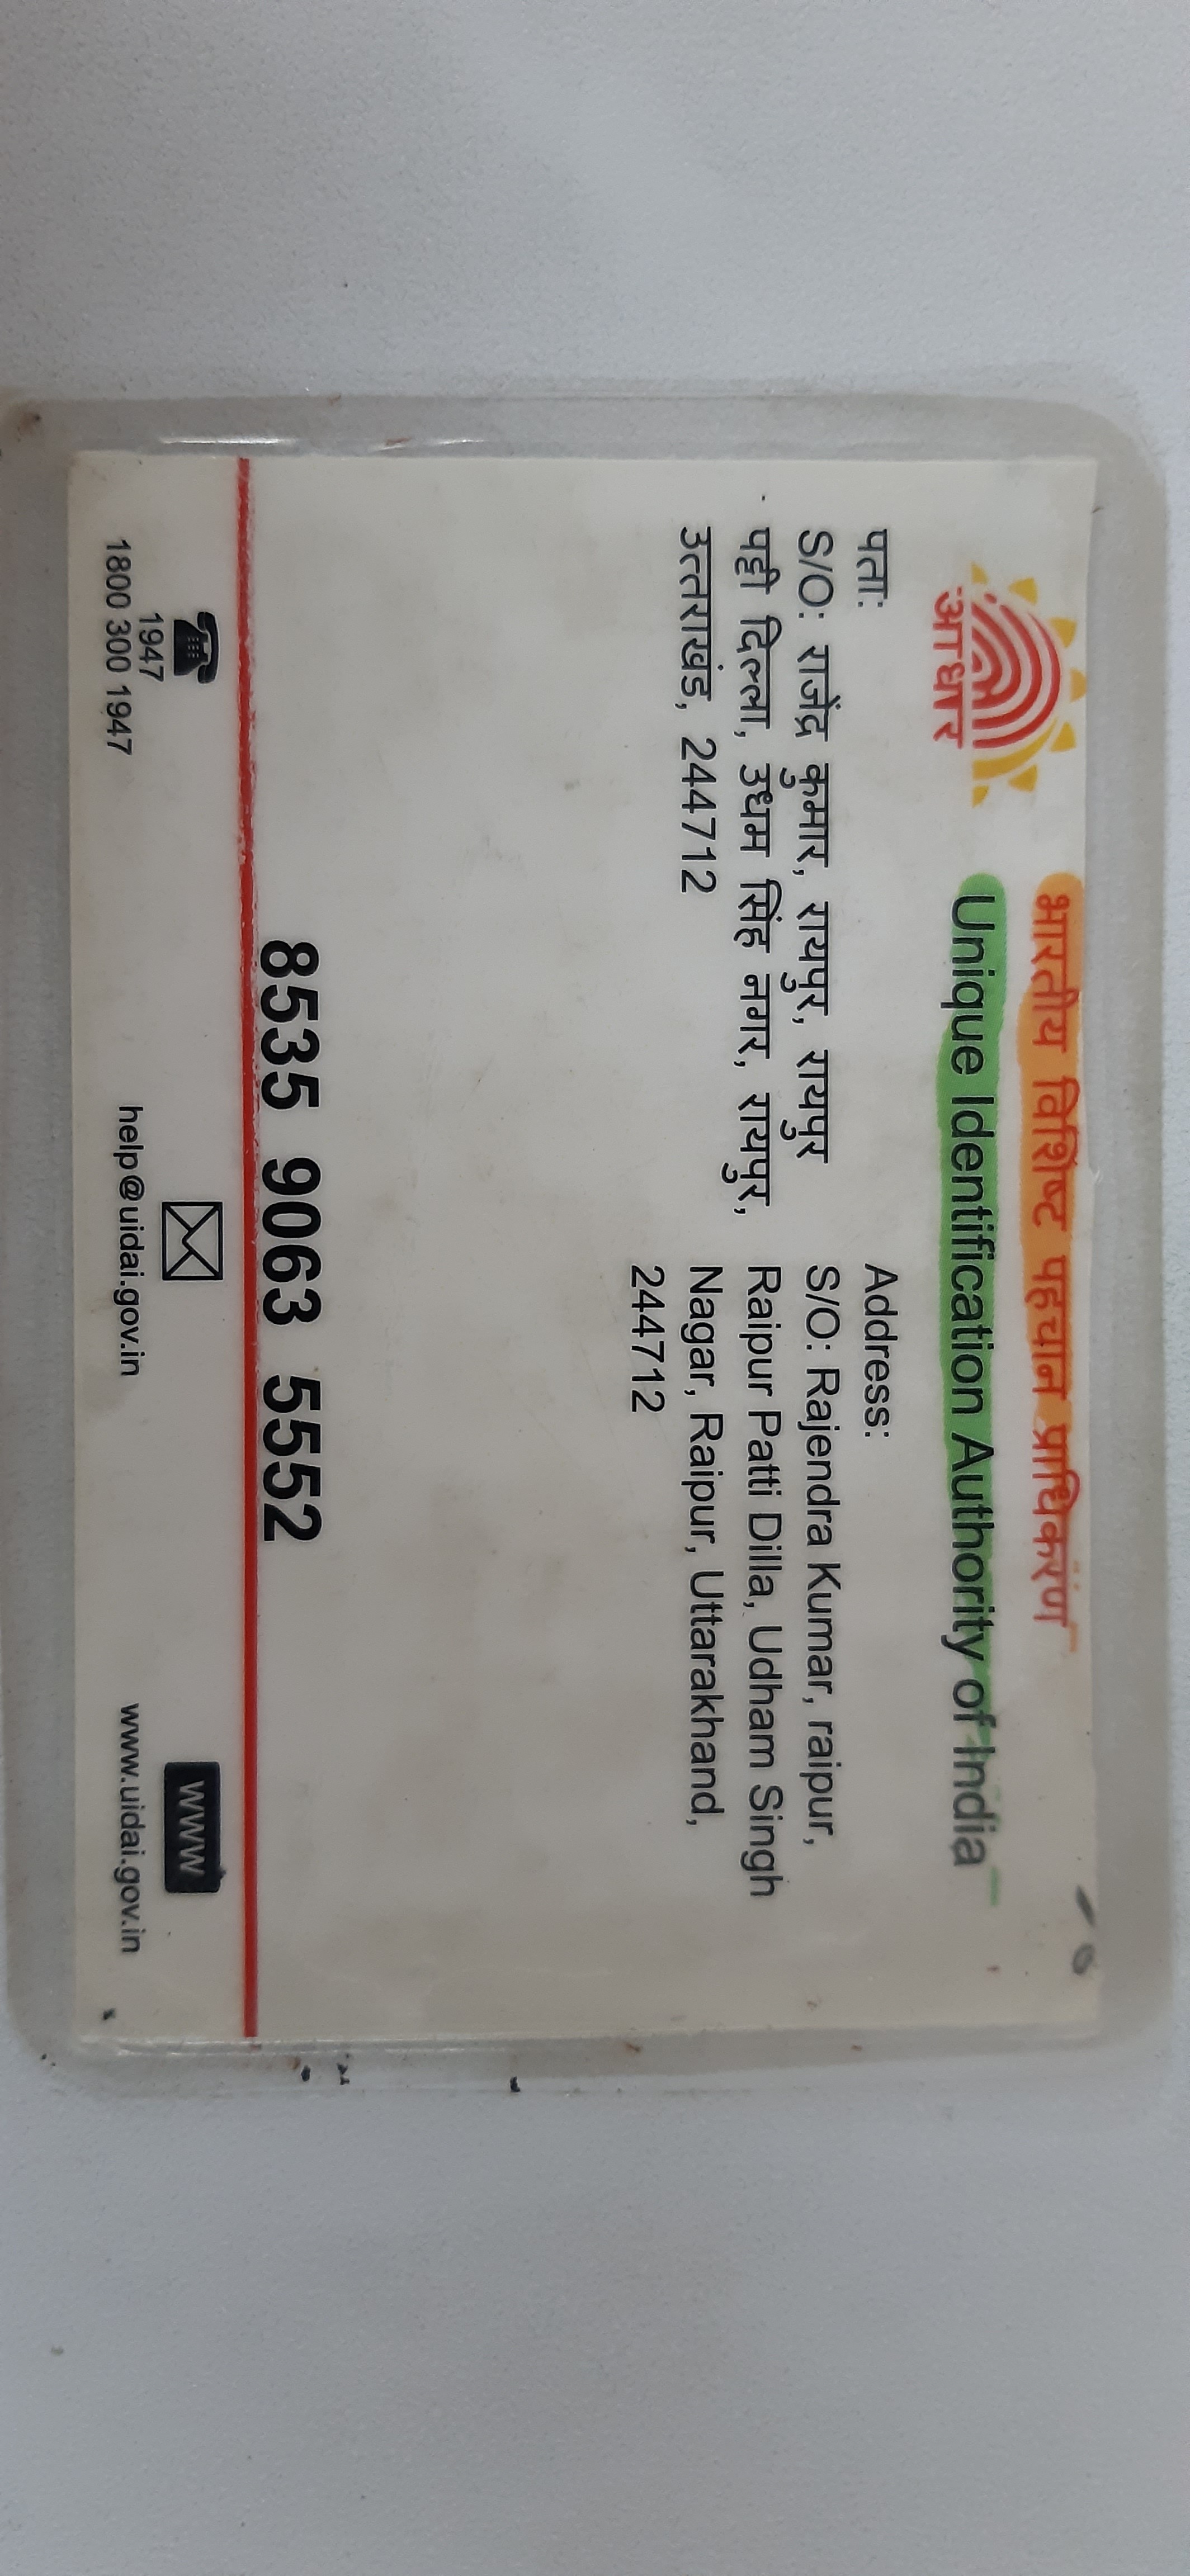 भारतीय विशिष्ट पहचान प्राधिकरण
Unique Identification Authority of India
आधार
पता:
S/O: राजेंद्र कुमार, रायपुर, रायपुर
पट्टी दिल्ला, उधम सिंह नगर, रायपुर,
उत्तराखंड, 244712
Address:
S/O: Rajendra Kumar, raipur,
Raipur Patti Dilla, Udham Singh
Nagar, Raipur, Uttarakhand,
244712
8535 9063 5552
1947
1800 300 1947
help@uidai.gov.in
www
www.uidai.gov.in